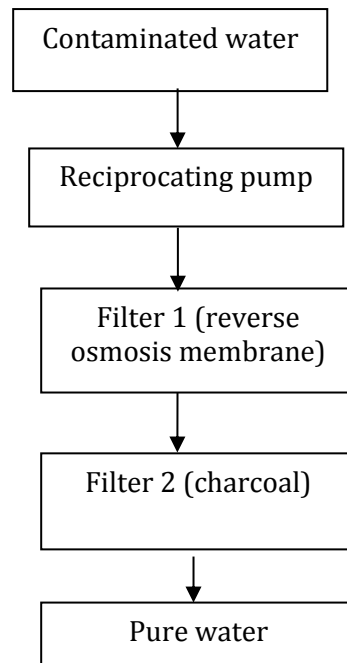 Contaminated water
Reciprocating pump
Filter 1 (reverse
osmosis membrane)
Filter 2 (charcoal)
Pure water